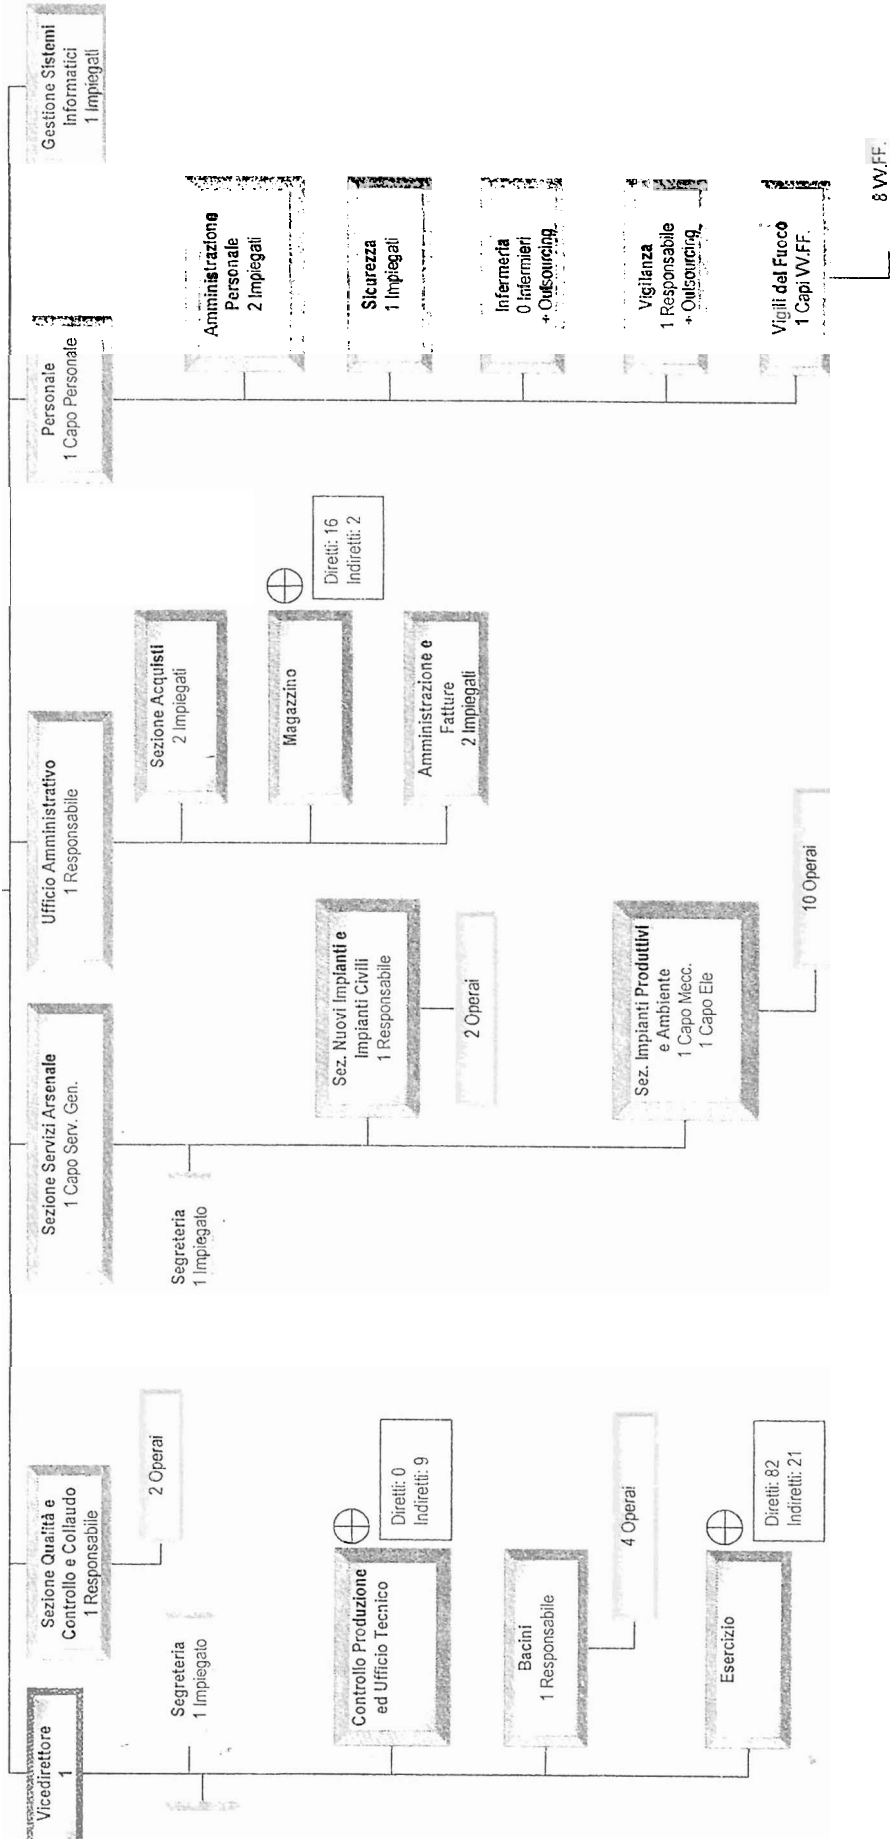 Vicedirettore
1
Segreteria
1 Impiegato
Controllo Produzione
ed Ufficio Tecnico
Diretti: 0
Indiretti: 9
Bacini
1 Responsabile
4 Operai
Esercizio
Diretti: 82
Indiretti: 21
Sezione Qualità e
Controllo e Collaudo
1 Responsabile
2 Operai
Sezione Servizi Arsenale
1 Capo Serv. Gen.
Segreteria
1 Impiegato
Sez. Nuovi Impianti e
Impianti Civili
1 Responsabile
2 Operai
Sez. Impianti Produttivi
e Ambiente
1 Capo Mecc.
1 Capo Ele
10 Operai
Ufficio Amministrativo
1 Responsabile
Sezione Acquisti
2 Impiegati
Magazzino
Diretti: 16
Indiretti: 2
Amministrazione e
Fatture
2 Impiegati
Personale
1 Capo Personale
Amministrazione
Personale
2 Impiegati
Sicurezza
1 Impiegati
Infermeria
0 Infermieri
+ Outsourcing
Vigilanza
1 Responsabile
+ Outsourcing
Vigili del Fuoco
1 Capi VV.FF.
8 VV.FF.
Gestione Sistemi
Informatici
1 Impiegati